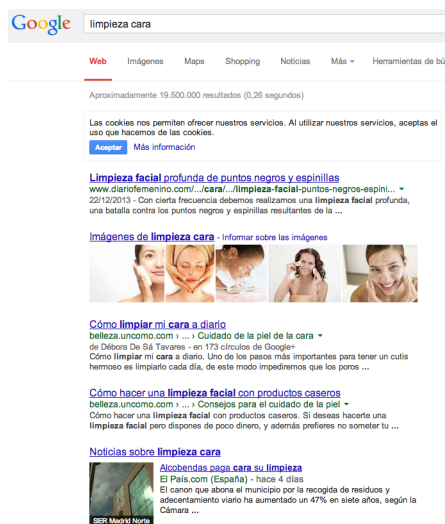 Google limpieza cara
Web Imágenes Maps Shopping Noticias Más Herramientas de bú
Aproximadamente 19.500.000 resultados (0,26 segundos)
Las cookies nos permiten ofrecer nuestros servicios. Al utilizar nuestros servicios, aceptas el
uso que hacemos de las cookies.
Aceptar Más información
Limpieza facial profunda de puntos negros y espinillas
www.diariofemenino.com/.../cara/.../limpieza-facial-puntos-negros-espini...
22/12/2013 - Con cierta frecuencia debemos realizarnos una limpieza facial profunda,
una batalla contra los puntos negros y espinillas resultantes de la ...
Imágenes de limpieza cara - Informar sobre las imágenes
Cómo limpiar mi cara a diario
belleza.uncomo.com › ... › Cuidado de la piel de la cara
de Débora De Sá Tavares - en 173 círculos de Google+
Cómo limpiar mi cara a diario. Uno de los pasos más importantes para tener un cutis
hermoso es limpiarlo cada día, de este modo impediremos que los poros ...
Cómo hacer una limpieza facial con productos caseros
belleza.uncomo.com › ... › Consejos para el cuidado de la piel
Cómo hacer una limpieza facial con productos caseros. Si deseas hacerte una
limpieza facial pero dispones de poco dinero, y además prefieres no someter tu ...
Noticias sobre limpieza cara
Alcobendas paga cara su limpieza
El País.com (España) - hace 4 días
El canon que abona el municipio por la recogida de residuos y
adecentamiento viario ha aumentado un 47% en siete años, según la
Cámara ...
SER Madrid Norte